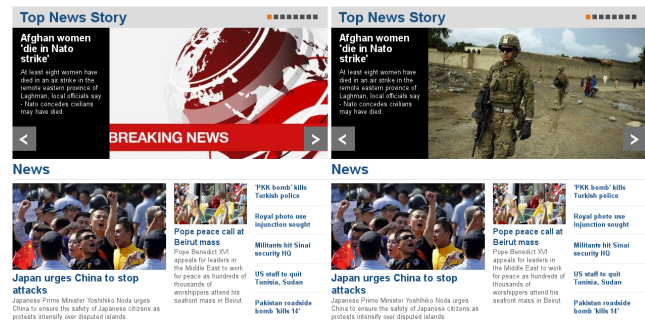 Top News Story
Afghan women
'die in Nato
strike'
At least eight women have
died in an air strike in the
remote eastern province of
Laghman, local officials say
- Nato concedes civilians
may have died.
BREAKING NEWS
News
Japan urges China to stop
attacks
Japanese Prime Minister Yoshihiko Noda urges
China to ensure the safety of Japanese citizens as
protests intensify over disputed islands.
Pope peace call at
Beirut mass
Pope Benedict XVI
appeals for leaders in
the Middle East to work
for peace as hundreds of
thousands of
worshippers attend his
seafront mass in Beirut.
'PKK bomb' kills
Turkish police
Royal photo use
injunction sought
Militants hit Sinai
security HQ
US staff to quit
Tunisia, Sudan
Pakistan roadside
bomb 'kills 14'
Top News Story
Afghan women
'die in Nato
strike'
At least eight women have
died in an air strike in the
remote eastern province of
Laghman, local officials say
- Nato concedes civilians
may have died.
News
Japan urges China to stop
attacks
Japanese Prime Minister Yoshihiko Noda urges
China to ensure the safety of Japanese citizens as
protests intensify over disputed islands.
Pope peace call at
Beirut mass
Pope Benedict XVI
appeals for leaders in
the Middle East to work
for peace as hundreds of
thousands of
worshippers attend his
seafront mass in Beirut.
'PKK bomb' kills
Turkish police
Royal photo use
injunction sought
Militants hit Sinai
security HQ
US staff to quit
Tunisia, Sudan
Pakistan roadside
bomb 'kills 14'